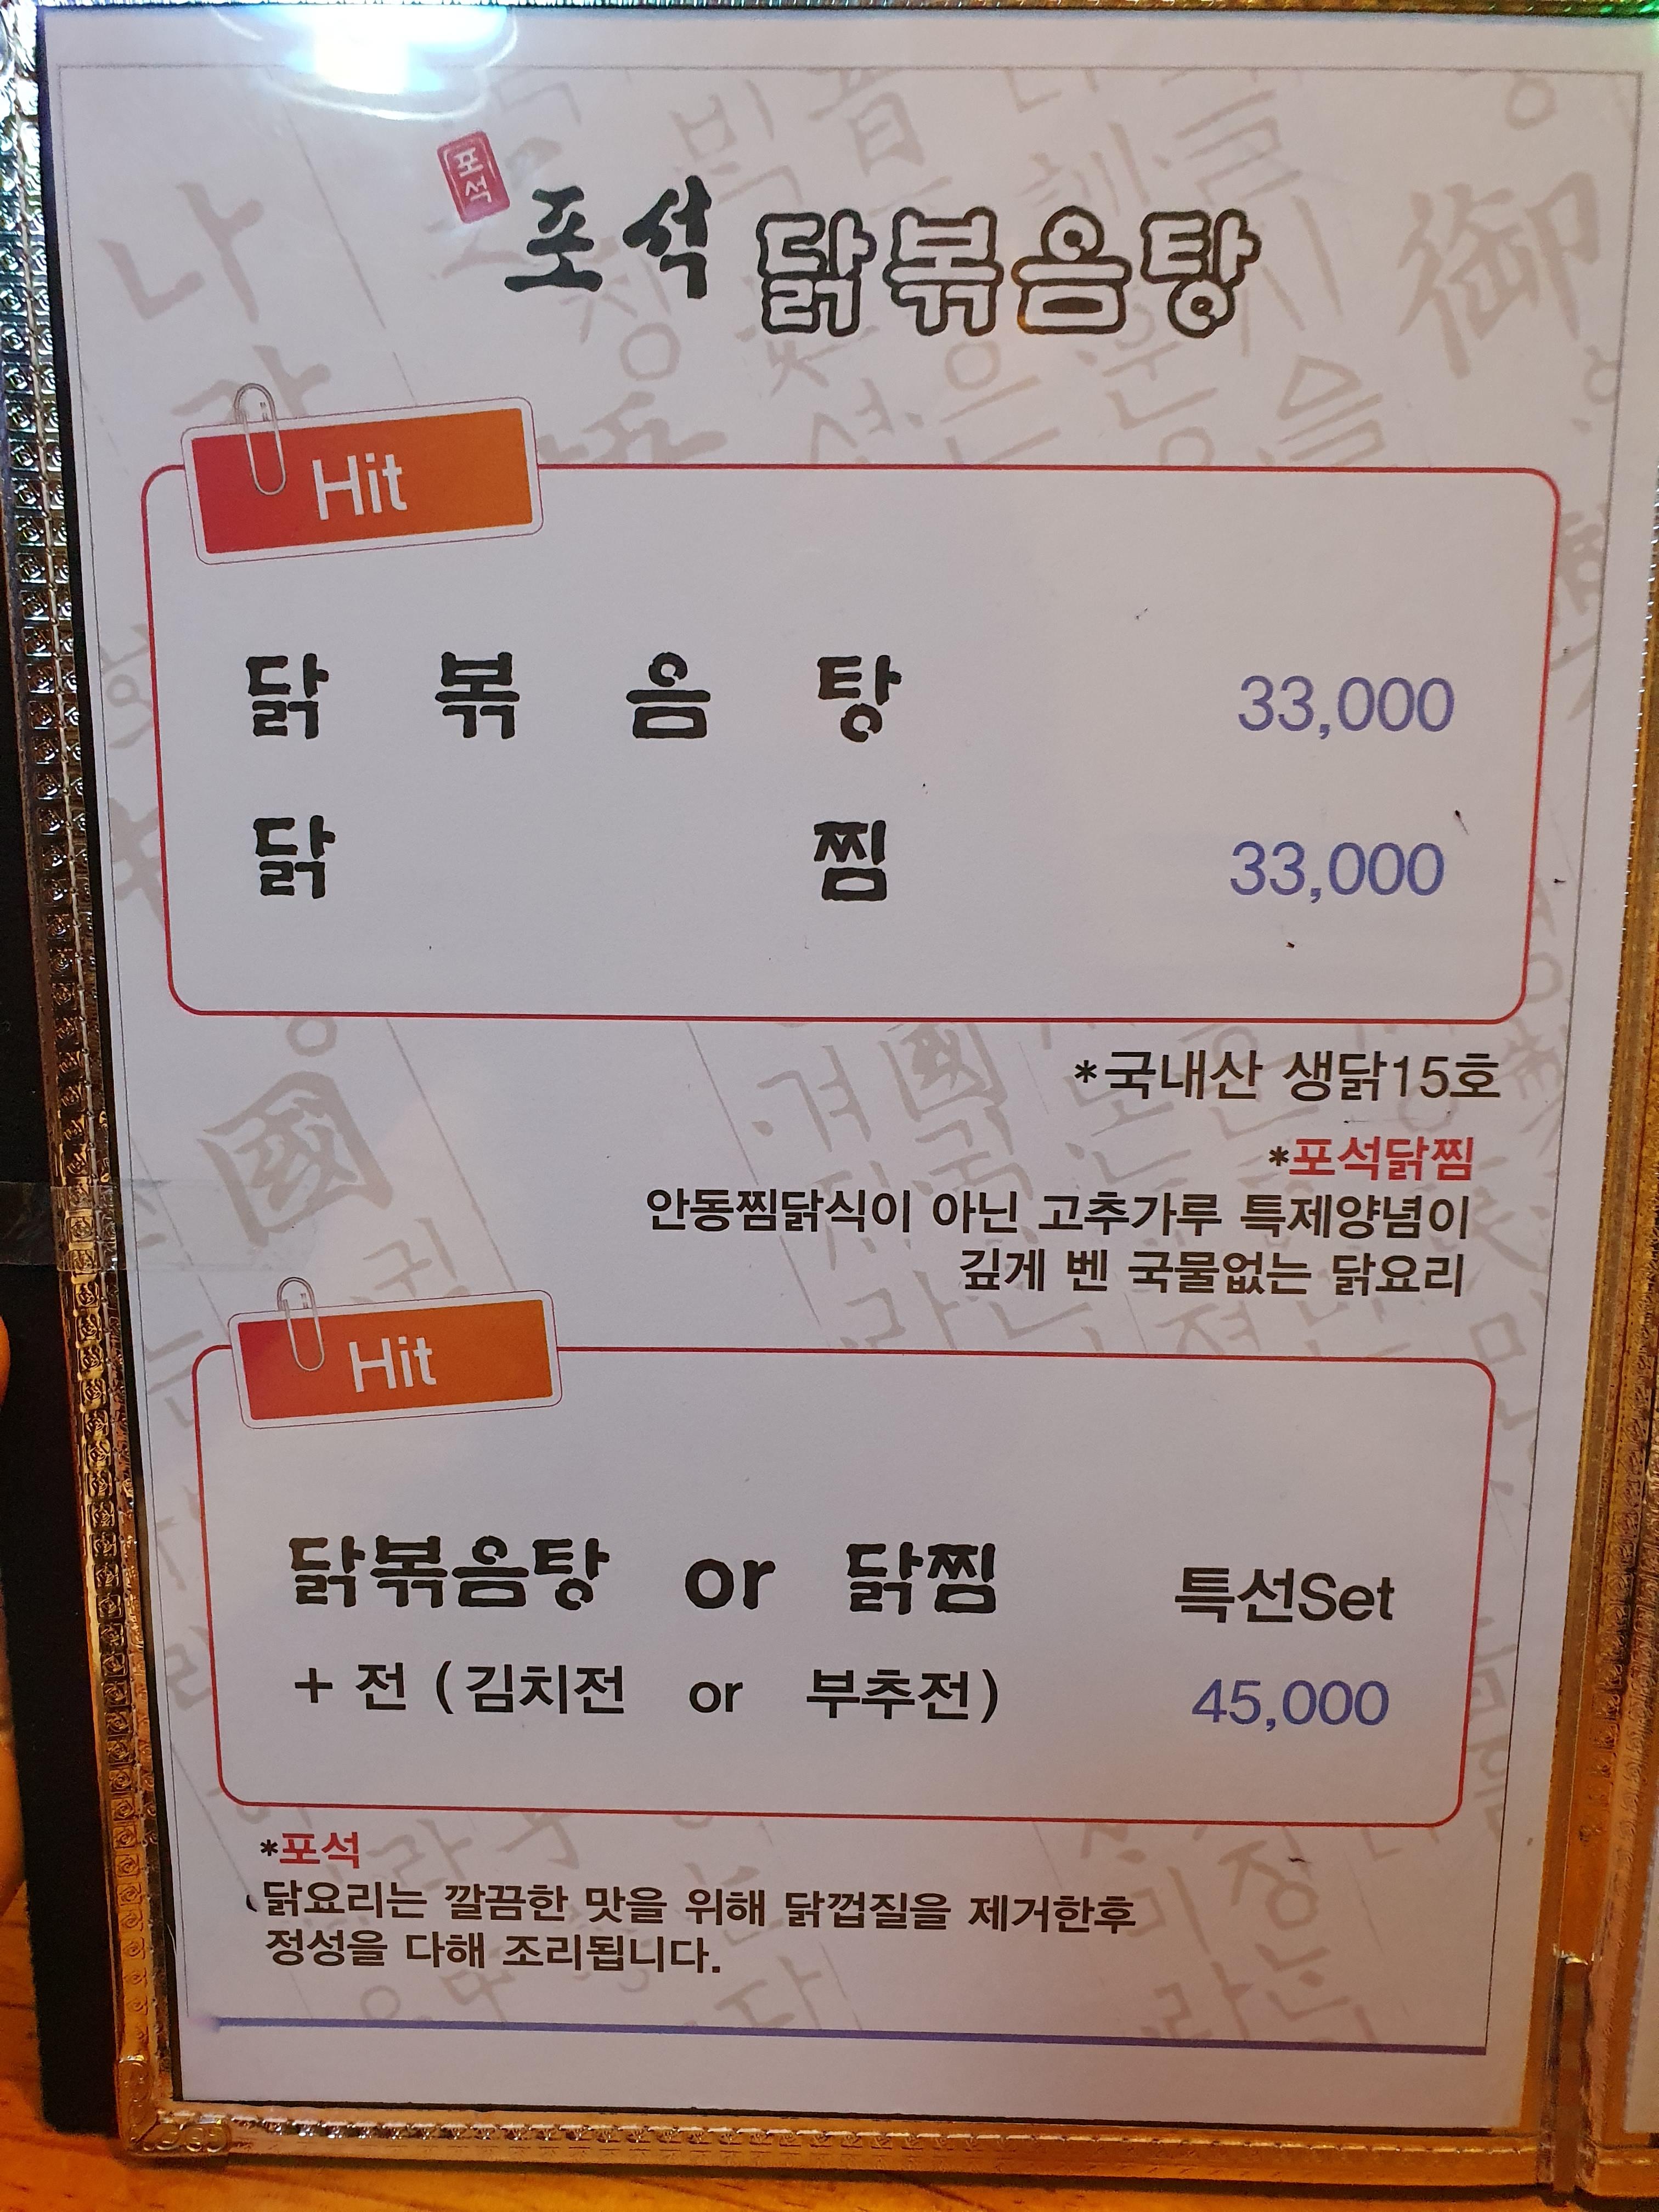 포석
포석 닭볶음탕
Hit
닭 볶 음 탕 33,000
닭 찜 33,000
*국내산 생닭15호
*포석닭찜
안동찜닭식이 아닌 고추가루 특제양념이
깊게 벤 국물없는 닭요리
Hit
닭볶음탕 or 닭찜 특선Set
+ 전 (김치전 or 부추전) 45,000
*포석
닭요리는 깔끔한 맛을 위해 닭껍질을 제거한후
정성을 다해 조리됩니다.